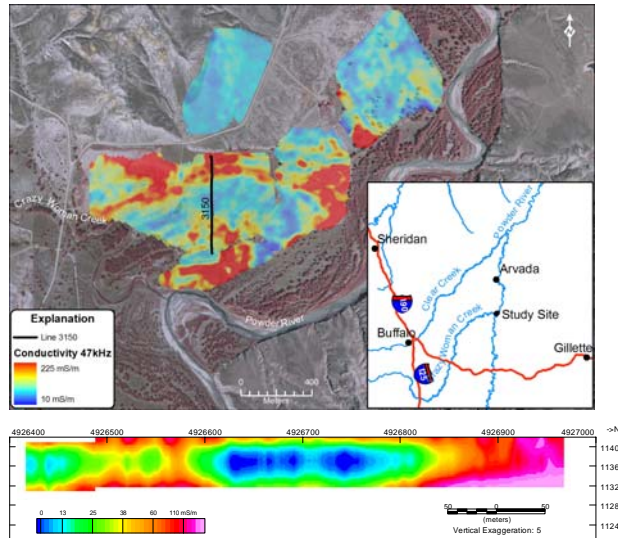 N
3150
Crazy Woman Creek
Powder River
Explanation
Line 3150
Conductivity 47kHz
225 mS/m
10 mS/m
0 400
Meters
Sheridan
Powder River
Clear Creek
Arvada
190
Study Site
Buffalo
Crazy Woman Creek
Gillette
I25
4926400 4926500 4926600 4926700 4926800 4926900 4927000 ->N
1140
1136
1132
1128
1124
0 13 25 38 60 110 mS/m
50 0 50
(meters)
Vertical Exaggeration: 5